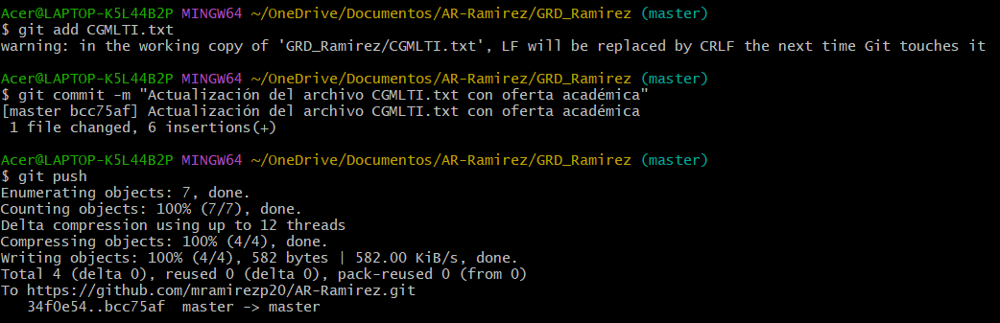 Acer@LAPTOP-K5L44B2P MINGW64 ~/OneDrive/Documentos/AR-Ramirez/GRD_Ramirez (master)
$ git add CGMLTI.txt
warning: in the working copy of 'GRD_Ramirez/CGMLTI.txt', LF will be replaced by CRLF the next time Git touches it
Acer@LAPTOP-K5L44B2P MINGW64 ~/OneDrive/Documentos/AR-Ramirez/GRD_Ramirez (master)
$ git commit -m "Actualización del archivo CGMLTI.txt con oferta académica"
[master bcc75af] Actualización del archivo CGMLTI.txt con oferta académica
 1 file changed, 6 insertions(+)
Acer@LAPTOP-K5L44B2P MINGW64 ~/OneDrive/Documentos/AR-Ramirez/GRD_Ramirez (master)
$ git push
Enumerating objects: 7, done.
Counting objects: 100% (7/7), done.
Delta compression using up to 12 threads
Compressing objects: 100% (4/4), done.
Writing objects: 100% (4/4), 582 bytes | 582.00 KiB/s, done.
Total 4 (delta 0), reused 0 (delta 0), pack-reused 0 (from 0)
To https://github.com/mramirezp20/AR-Ramirez.git
   34f0e54..bcc75af  master -> master